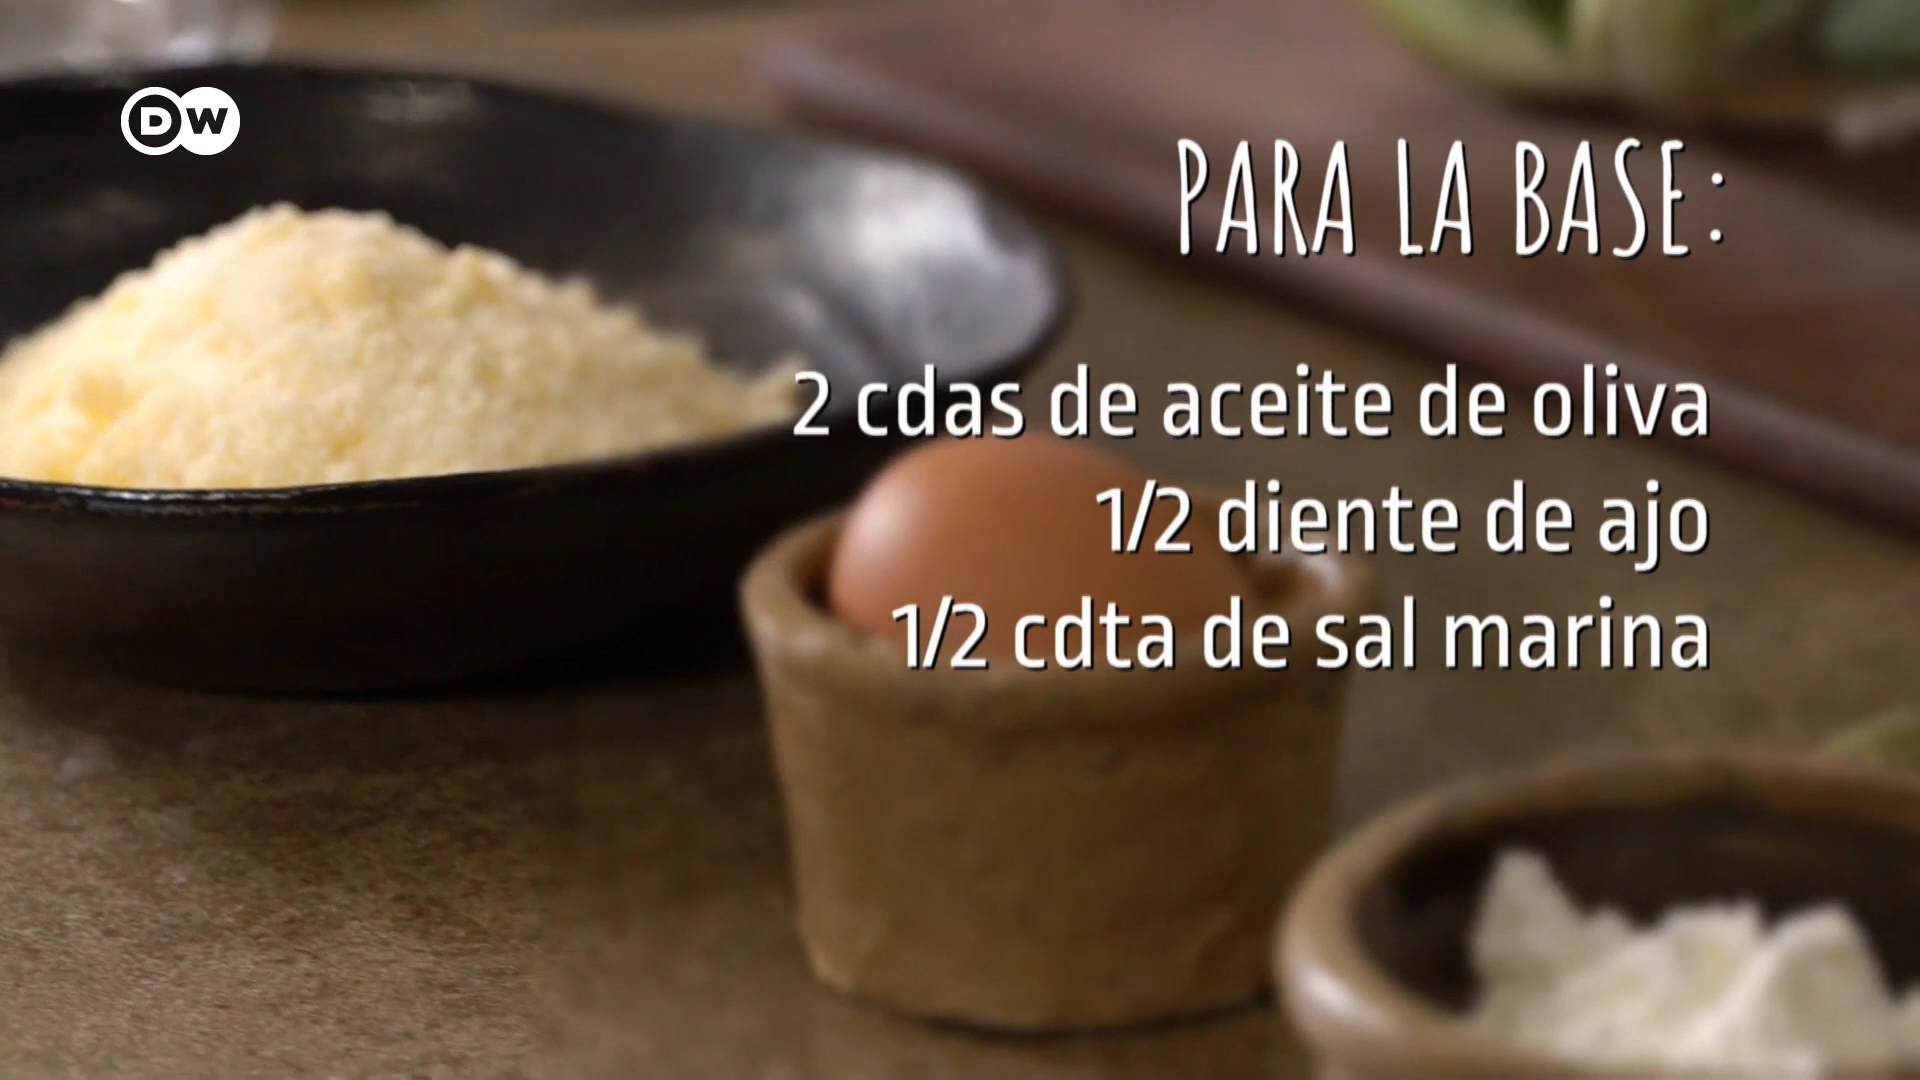 DW
PARA LA BASE:
2 cdas de aceite de oliva
1/2 diente de ajo
1/2 cdta de sal marina